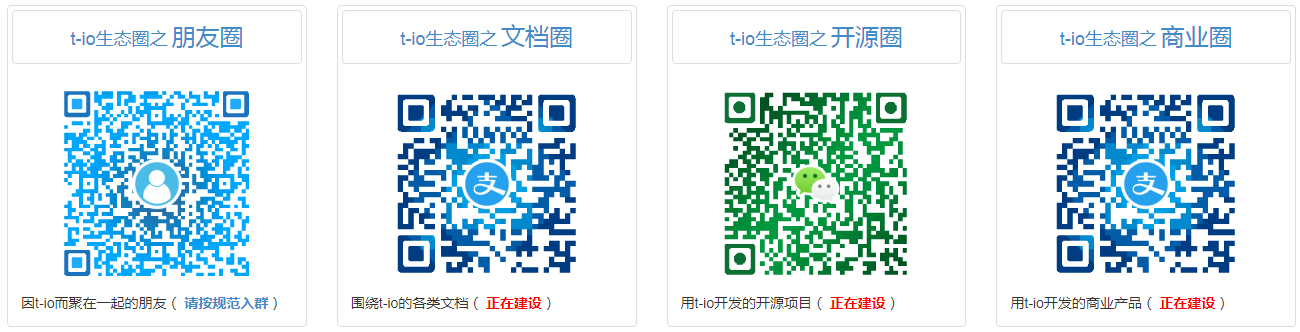 t-io生态圈之 朋友圈
t-io生态圈之 文档圈
t-io生态圈之 开源圈
t-io生态圈之 商业圈
支
支
因t-io而聚在一起的朋友（ 请按规范入群）
围绕t-io的各类文档（ 正在建设）
用t-io开发的开源项目（ 正在建设）
用t-io开发的商业产品（ 正在建设）